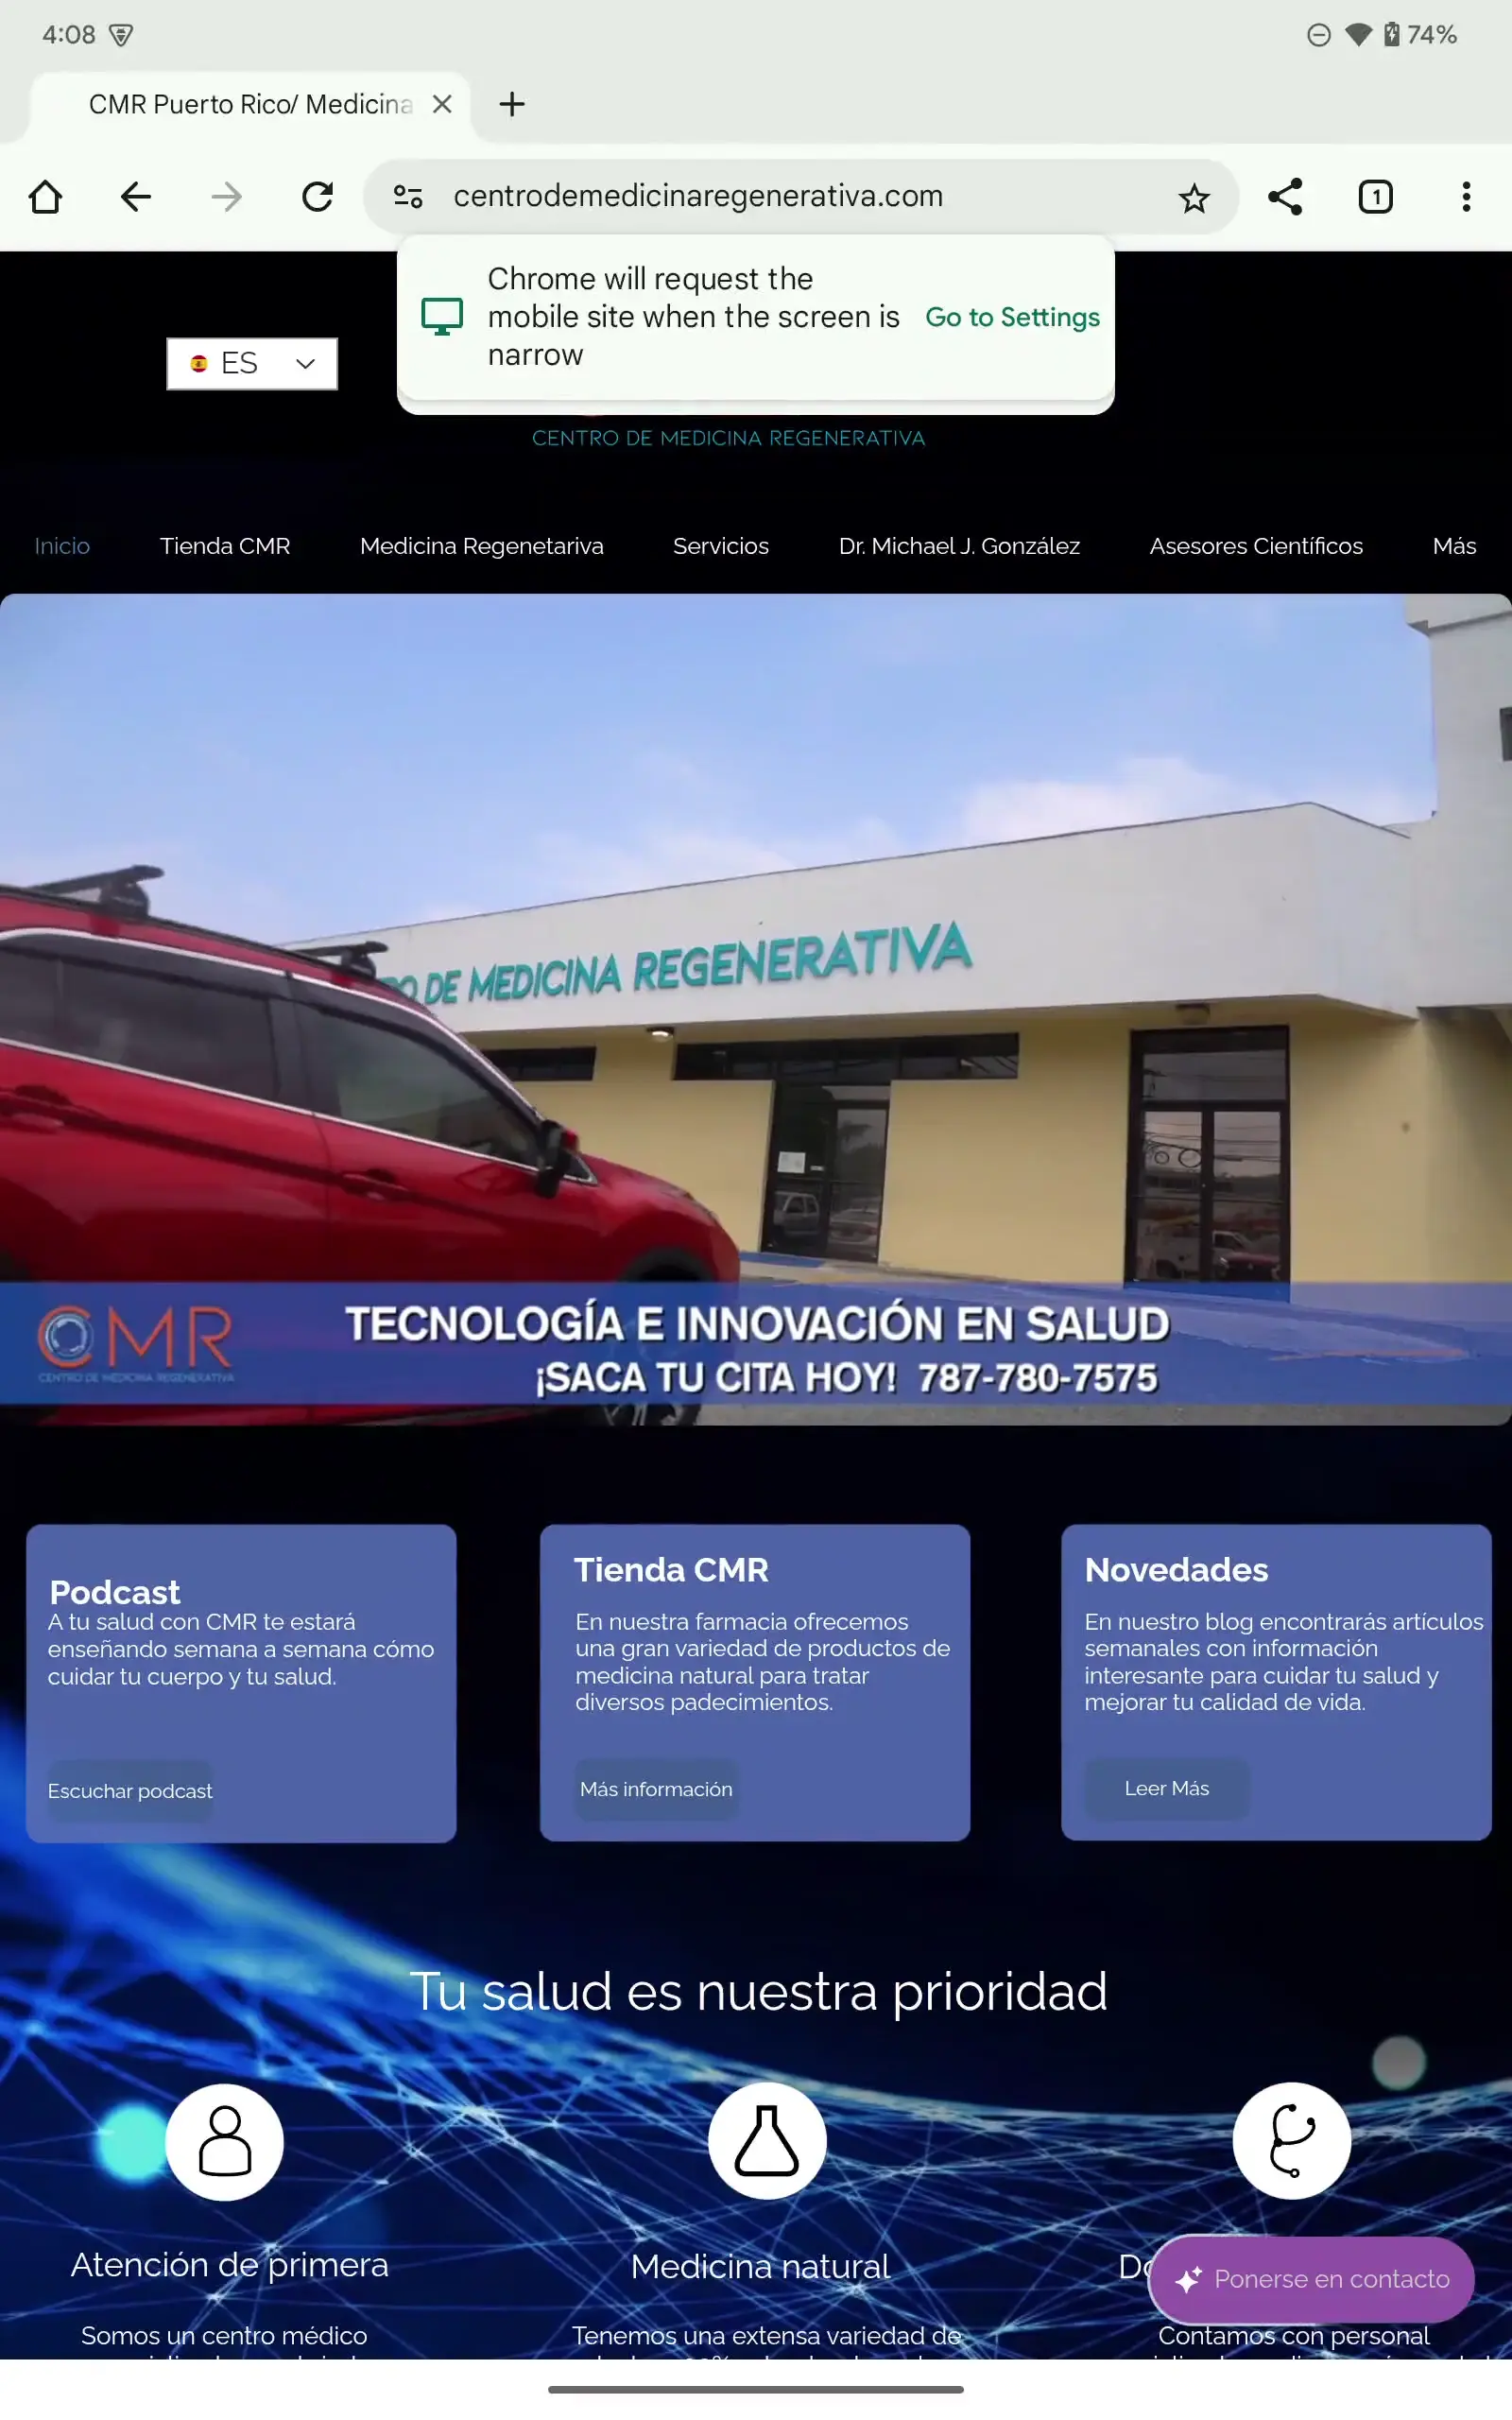 4:08
74%
CMR Puerto Rico/ Medicina
centrodemedicinaregenerativa.com
1
Chrome will request the
mobile site when the screen is
narrow
Go to Settings
ES
CENTRO DE MEDICINA REGENERATIVA
Inicio Tienda CMR Medicina Regenetariva Servicios Dr. Michael J. González Asesores Científicos Más
DE MEDICINA REGENERATIVA
CMR
CENTRO DE MEDICINA REGENERATIVA
TECNOLOGÍA E INNOVACIÓN EN SALUD
¡SACA TU CITA HOY! 787-780-7575
Podcast
A tu salud con CMR te estará
enseñando semana a semana cómo
cuidar tu cuerpo y tu salud.
Escuchar podcast
Tienda CMR
En nuestra farmacia ofrecemos
una gran variedad de productos de
medicina natural para tratar
diversos padecimientos.
Más información
Novedades
En nuestro blog encontrarás artículos
semanales con información
interesante para cuidar tu salud y
mejorar tu calidad de vida.
Leer Más
Tu salud es nuestra prioridad
Atención de primera
Somos un centro médico
Medicina natural
Tenemos una extensa variedad de
Ponerse en contacto
Contamos con personal